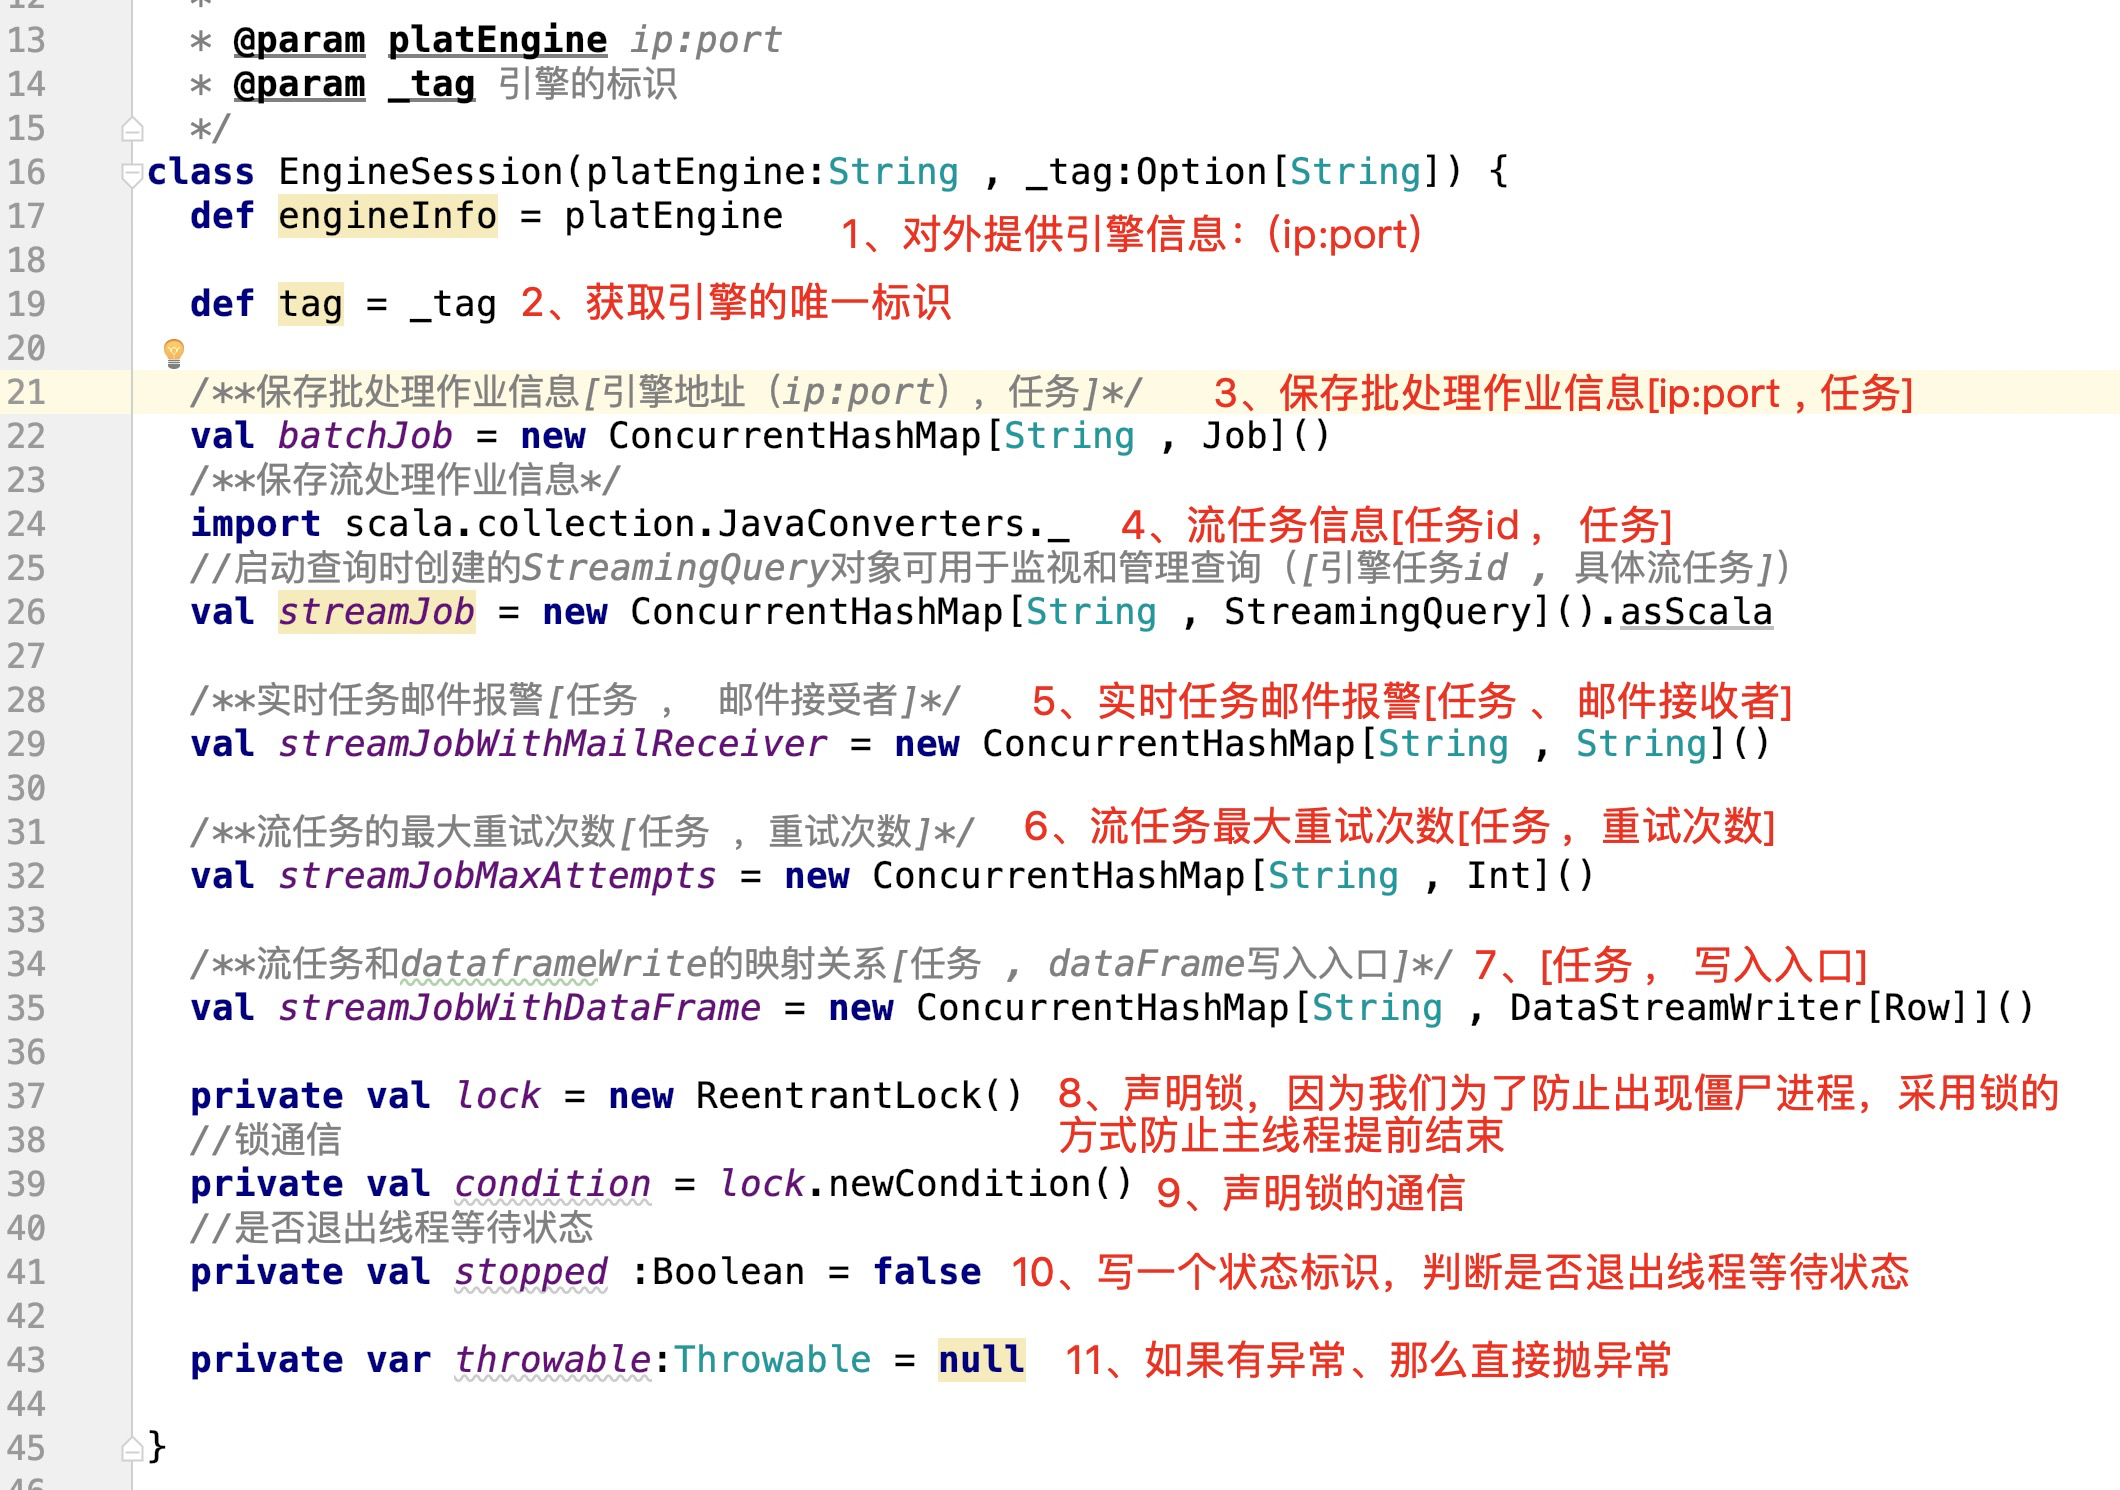 12 *
13 * @param platEngine ip:port
14 * @param _tag 引擎的标识
15 */
16 class EngineSession(platEngine:String , _tag:Option[String]) {
17 def engineInfo = platEngine 1、对外提供引擎信息：(ip:port)
18
19 def tag = _tag 2、获取引擎的唯一标识
20
21 /**保存批处理作业信息[引擎地址（ip:port）, 任务]*/ 3、保存批处理作业信息[ip:port , 任务]
22 val batchJob = new ConcurrentHashMap[String , Job]()
23 /**保存流处理作业信息*/
24 import scala.collection.JavaConverters._ 4、流任务信息[任务id , 任务]
25 //启动查询时创建的StreamingQuery对象可用于监视和管理查询（[引擎任务id , 具体流任务]）
26 val streamJob = new ConcurrentHashMap[String , StreamingQuery]().asScala
27
28 /**实时任务邮件报警[任务 , 邮件接受者]*/ 5、实时任务邮件报警[任务 、 邮件接收者]
29 val streamJobWithMailReceiver = new ConcurrentHashMap[String , String]()
30
31 /**流任务的最大重试次数[任务 , 重试次数]*/ 6、流任务最大重试次数[任务 , 重试次数]
32 val streamJobMaxAttempts = new ConcurrentHashMap[String , Int]()
33
34 /**流任务和dataframeWrite的映射关系[任务 , dataFrame写入入口]*/ 7、[任务 , 写入入口]
35 val streamJobWithDataFrame = new ConcurrentHashMap[String , DataStreamWriter[Row]]()
36
37 private val lock = new ReentrantLock() 8、声明锁，因为我们为了防止出现僵尸进程，采用锁的
38 //锁通信 方式防止主线程提前结束
39 private val condition = lock.newCondition() 9、声明锁的通信
40 //是否退出线程等待状态
41 private val stopped :Boolean = false 10、写一个状态标识，判断是否退出线程等待状态
42
43 private var throwable:Throwable = null 11、如果有异常、那么直接抛异常
44
45 }
46